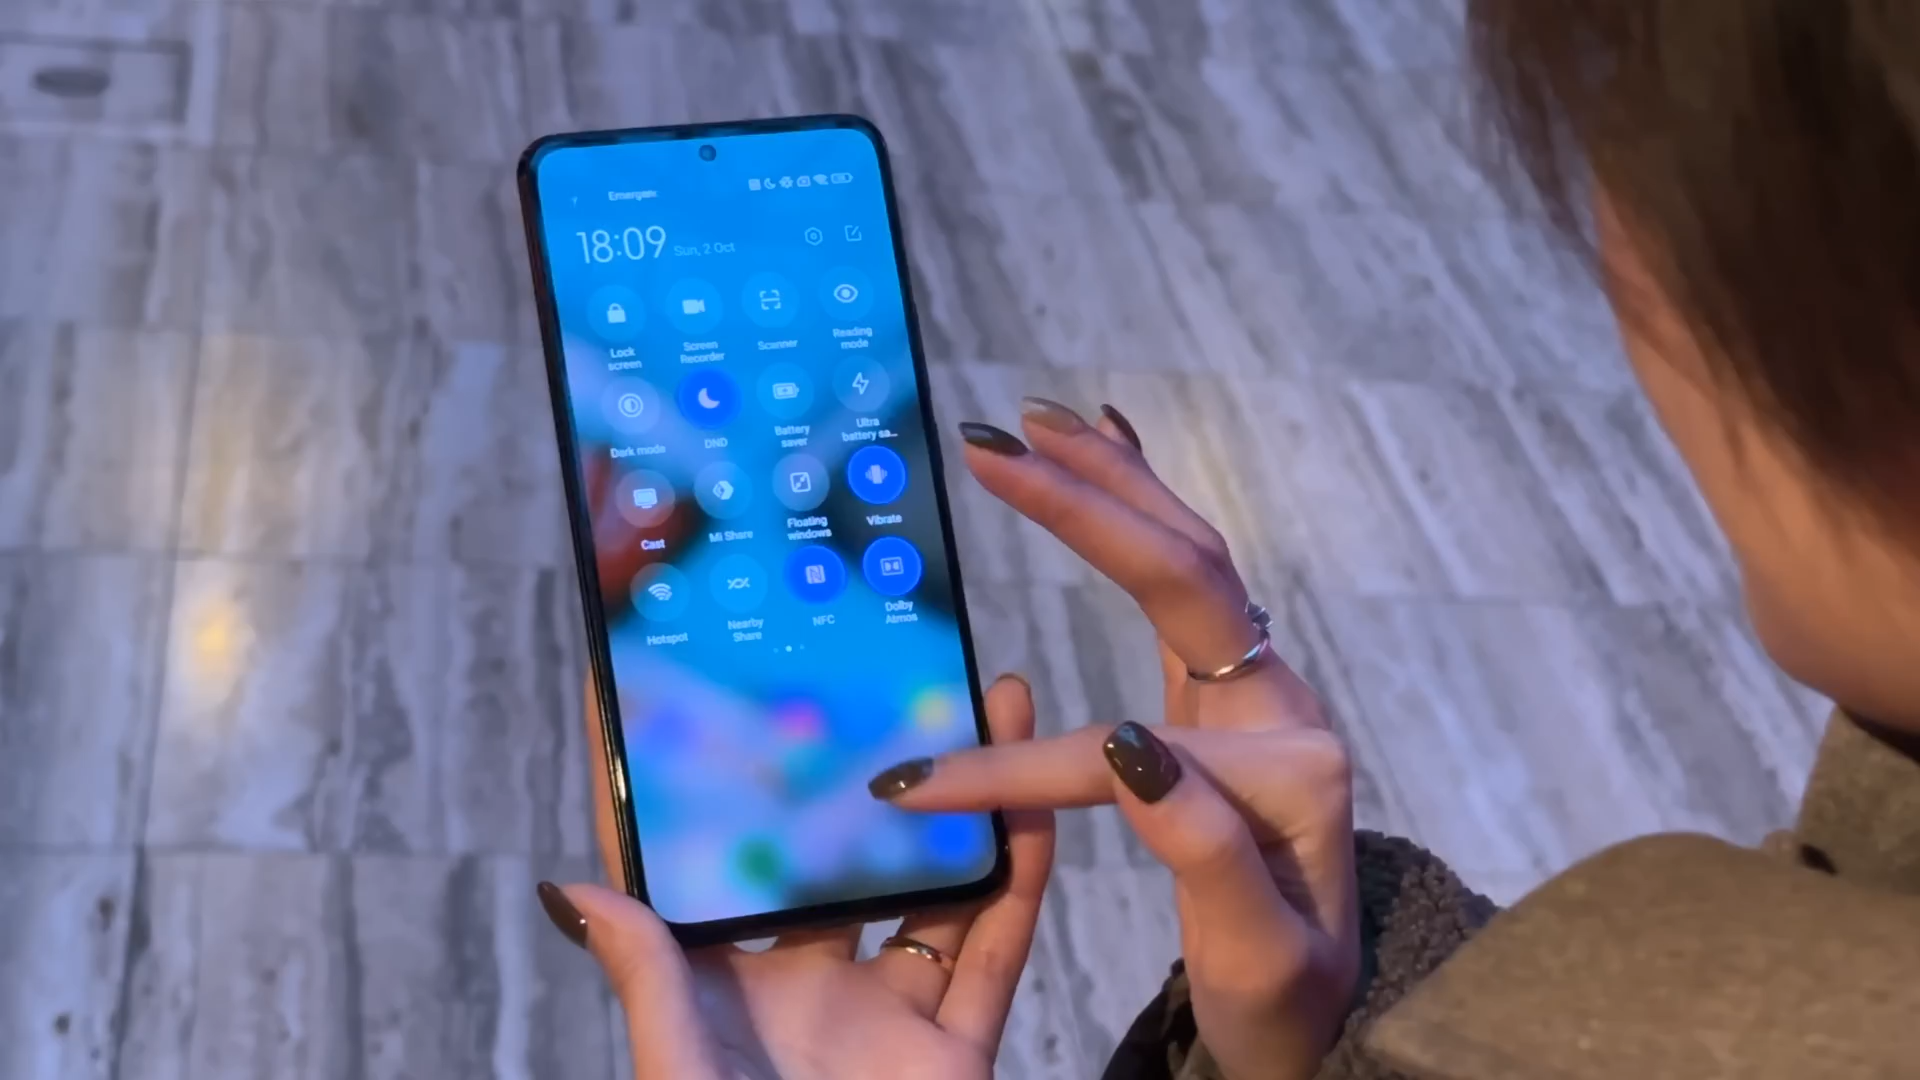 18:09 Sun, 2 Oct
Lock
screen
Screen
Recorder
Scanner
Reading
mode
Dark mode
DND
Battery
saver
Ultra
battery sa...
Cast
Mi Share
Floating
windows
Vibrate
Hotspot
Nearby
Share
NFC
Dolby
Atmos